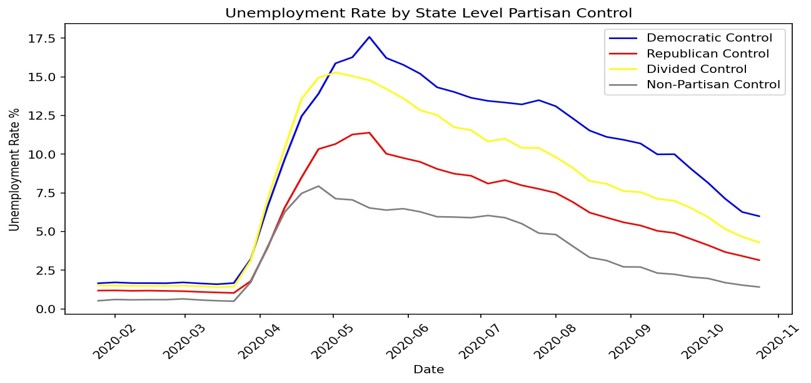 Unemployment Rate by State Level Partisan Control
Unemployment Rate %
17.5
15.0
12.5
10.0
7.5
5.0
2.5
0.0
Democratic Control
Republican Control
Divided Control
Non-Partisan Control
2020-02
2020-03
2020-04
2020-05
2020-06
2020-07
2020-08
2020-09
2020-10
2020-11
Date